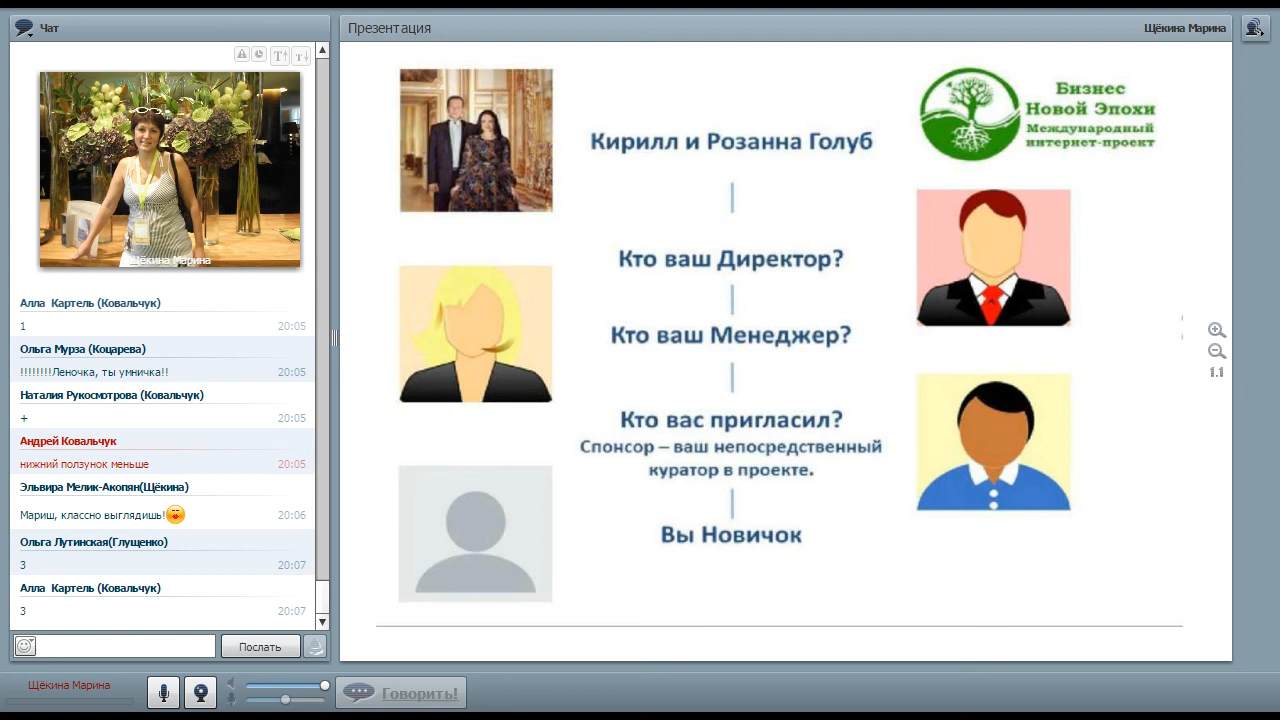 Чат
Щёкина Марина
Алла Картель (Ковальчук)
1 20:05
Ольга Мурза (Коцарева)
!!!!!!!!Леночка, ты умничка!! 20:05
Наталия Рукосмотрова (Ковальчук)
+ 20:05
Андрей Ковальчук
нижний ползунок меньше 20:05
Эльвира Мелик-Акопян(Щёкина)
Мариш, классно выглядишь! 20:06
Ольга Лутинская(Глущенко)
3 20:07
Алла Картель (Ковальчук)
3 20:07
Послать
Презентация
Щёкина Марина
Бизнес
Новой Эпохи
Международный
интернет-проект
Кирилл и Розанна Голуб
Кто ваш Директор?
Кто ваш Менеджер?
Кто вас пригласил?
Спонсор – ваш непосредственный
куратор в проекте.
Вы Новичок
1.1
Щёкина Марина
Говорить!